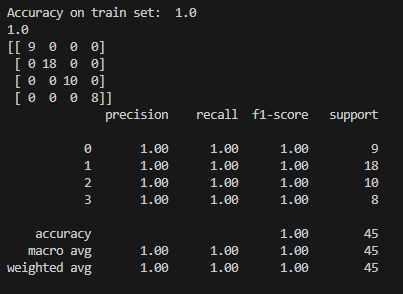 Accuracy on train set:  1.0
1.0
[[ 9  0  0  0]
 [ 0 18  0  0]
 [ 0  0 10  0]
 [ 0  0  0  8]]
              precision    recall  f1-score   support

           0       1.00      1.00      1.00         9
           1       1.00      1.00      1.00        18
           2       1.00      1.00      1.00        10
           3       1.00      1.00      1.00         8

    accuracy                           1.00        45
   macro avg       1.00      1.00      1.00        45
weighted avg       1.00      1.00      1.00        45